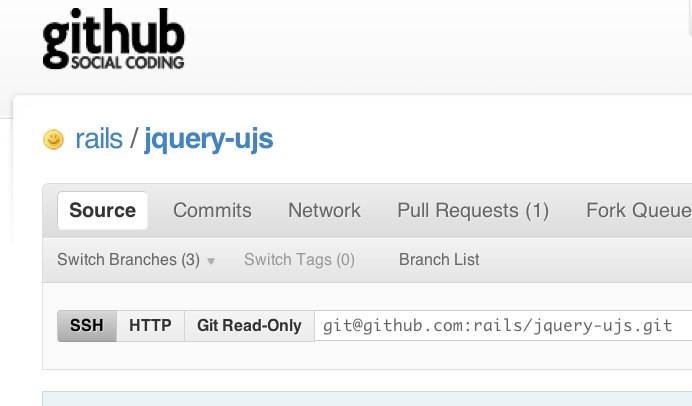 github
SOCIAL CODING
rails / jquery-ujs
Source Commits Network Pull Requests (1) Fork Queue
Switch Branches (3) Switch Tags (0) Branch List
SSH HTTP Git Read-Only git@github.com:rails/jquery-ujs.git